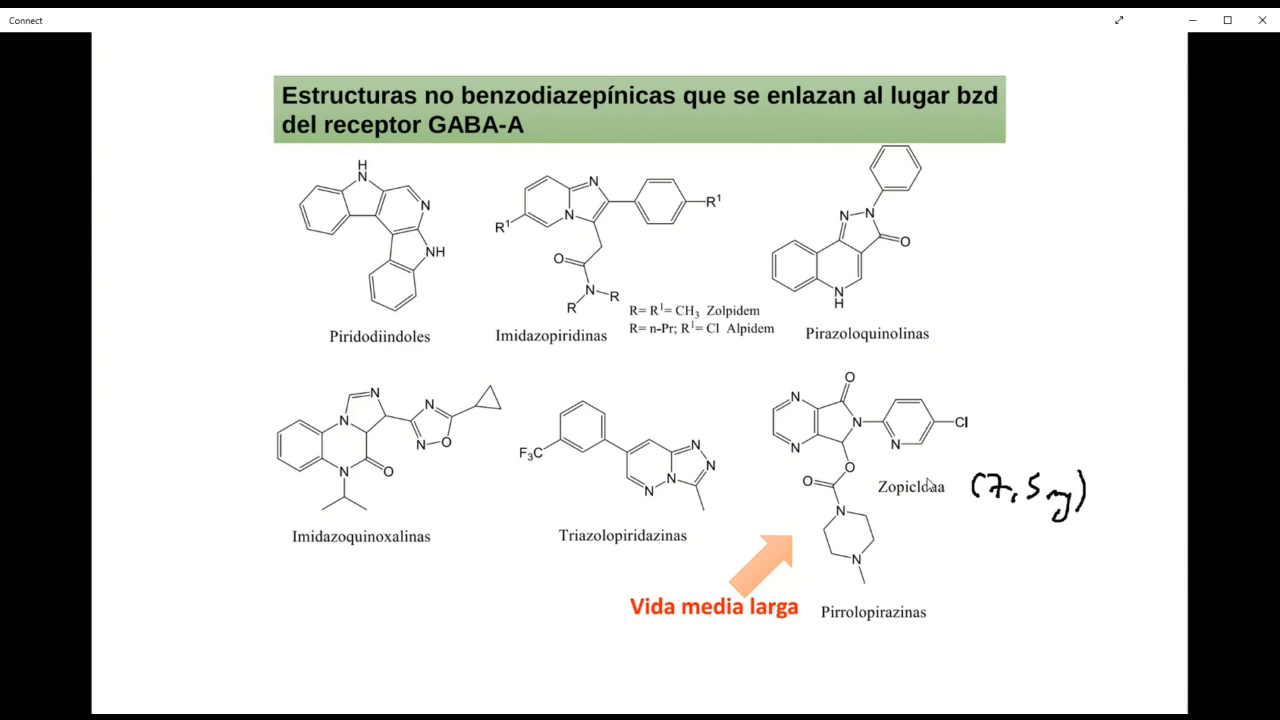 Connect
Estructuras no benzodiazepínicas que se enlazan al lugar bzd
del receptor GABA-A
H
N
N
NH
Piridodiindoles
N
N
R¹
R¹
O
N
R
R
R= R¹= CH₃ Zolpidem
R= n-Pr; R¹= Cl Alpidem
Imidazopiridinas
N
N
O
N
H
Pirazoloquinolinas
N
N
N
N
O
N
O
Imidazoquinoxalinas
F₃C
N
N
N
N
Triazolopiridazinas
O
N
N
N
N
Cl
O
O
N
N
Zopiclona
(7,5 mg)
Vida media larga
Pirrolopirazinas